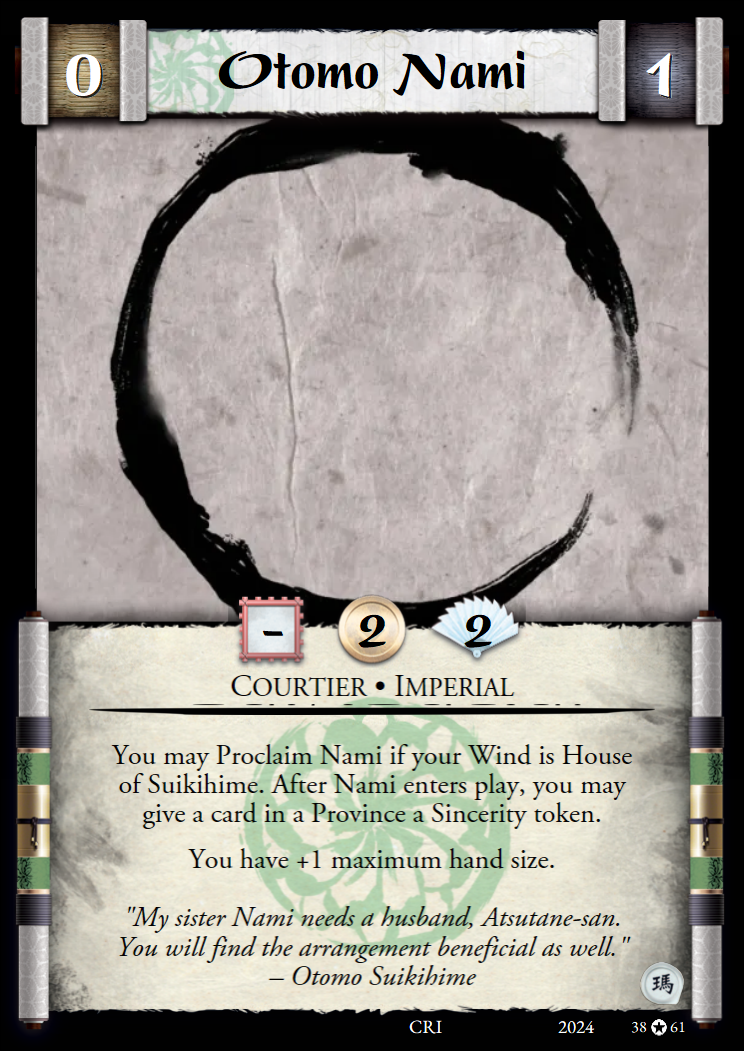 0
Otomo Nami
1
-
2
2
Courtier • Imperial
You may Proclaim Nami if your Wind is House
of Suikihime. After Nami enters play, you may
give a card in a Province a Sincerity token.
You have +1 maximum hand size.
"My sister Nami needs a husband, Atsutane-san.
You will find the arrangement beneficial as well."
– Otomo Suikihime
瑪
CRI
2024
38 ✪ 61